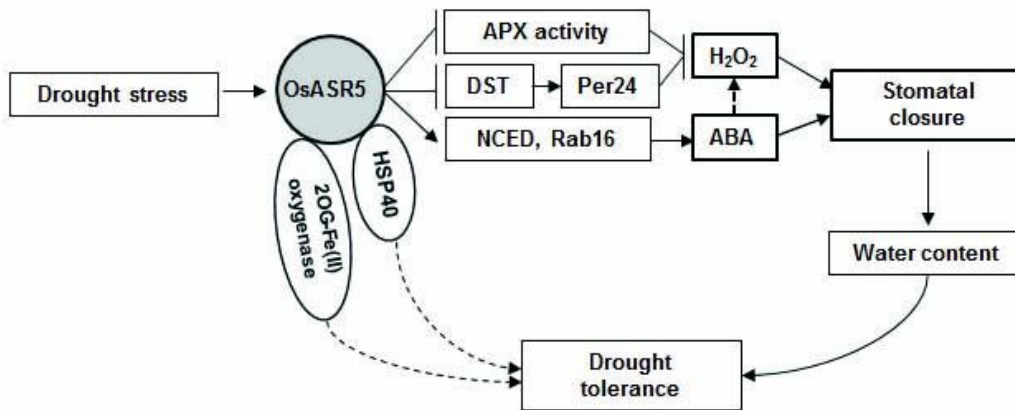 Drought stress
OsASR5
APX activity
DST
Per24
NCED, Rab16
H₂O₂
ABA
Stomatal
closure
HSP40
2OG-Fe(II)
oxygenase
Water content
Drought
tolerance